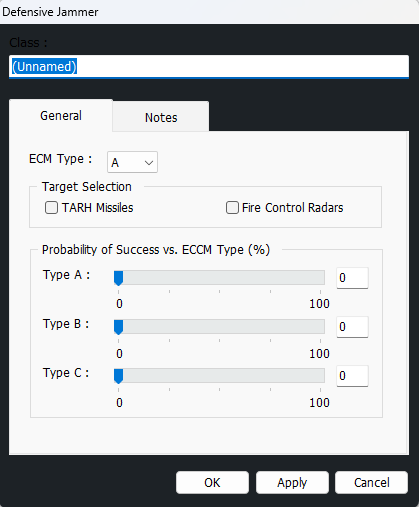 Defensive Jammer
Class :
(Unnamed)
General Notes
ECM Type : A
Target Selection
TARH Missiles Fire Control Radars
Probability of Success vs. ECCM Type (%)
Type A : 0
0 100
Type B : 0
0 100
Type C : 0
0 100
OK Apply Cancel